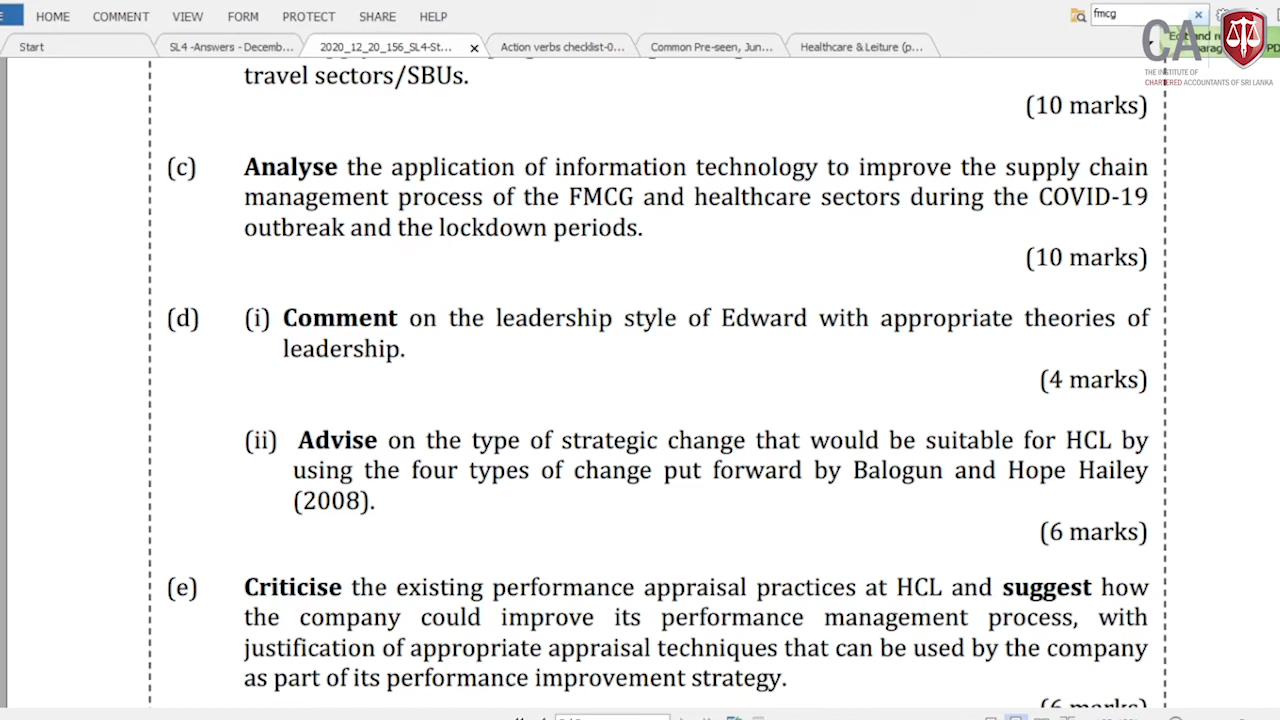 HOME COMMENT VIEW FORM PROTECT SHARE HELP
fmcg
Start SL4 -Answers - Decemb... 2020_12_20_156_SL4-St... Action verbs checklist-0... Common Pre-seen, Jun... Healthcare & Leiture (p...
CA
THE INSTITUTE OF
CHARTERED ACCOUNTANTS OF SRI LANKA
travel sectors/SBUs.
(10 marks)
(c) Analyse the application of information technology to improve the supply chain
management process of the FMCG and healthcare sectors during the COVID-19
outbreak and the lockdown periods.
(10 marks)
(d) (i) Comment on the leadership style of Edward with appropriate theories of
leadership.
(4 marks)
(ii) Advise on the type of strategic change that would be suitable for HCL by
using the four types of change put forward by Balogun and Hope Hailey
(2008).
(6 marks)
(e) Criticise the existing performance appraisal practices at HCL and suggest how
the company could improve its performance management process, with
justification of appropriate appraisal techniques that can be used by the company
as part of its performance improvement strategy.
(6 marks)